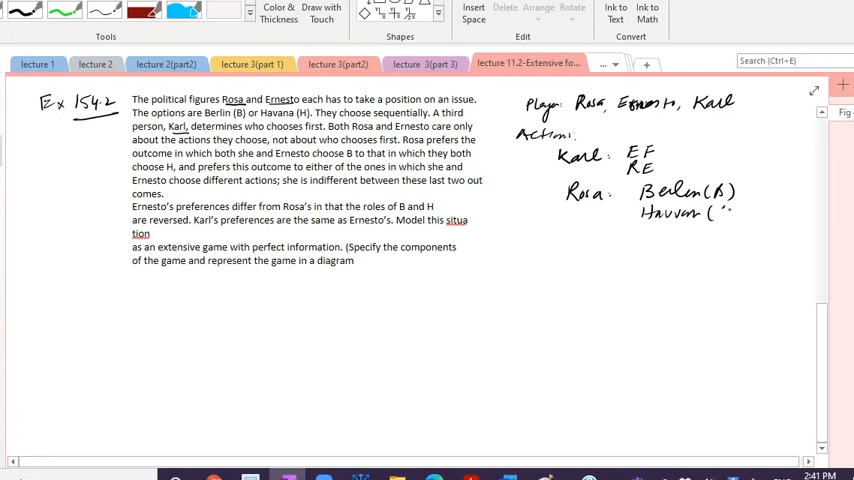 Color & Thickness
Draw with Touch
Insert Space
Delete
Arrange
Rotate
Ink to Text
Ink to Math
Tools
Shapes
Edit
Convert
lecture 1
lecture 2
lecture 2(part2)
lecture 3(part 1)
lecture 3(part2)
lecture 3(part 3)
lecture 11.2-Extensive fo...
...
Search (Ctrl+E)
Ex 154.2
The political figures Rosa and Ernesto each has to take a position on an issue.
The options are Berlin (B) or Havana (H). They choose sequentially. A third
person, Karl, determines who chooses first. Both Rosa and Ernesto care only
about the actions they choose, not about who chooses first. Rosa prefers the
outcome in which both she and Ernesto choose B to that in which they both
choose H, and prefers this outcome to either of the ones in which she and
Ernesto choose different actions; she is indifferent between these last two out
comes.
Ernesto's preferences differ from Rosa's in that the roles of B and H
are reversed. Karl's preferences are the same as Ernesto's. Model this situa
tion
as an extensive game with perfect information. (Specify the components
of the game and represent the game in a diagram
Player: Rosa, Ernesto, Karl
Actions:
Karl: EF
RE
Rosa: Berlin (B)
(
Fig
2:41 PM